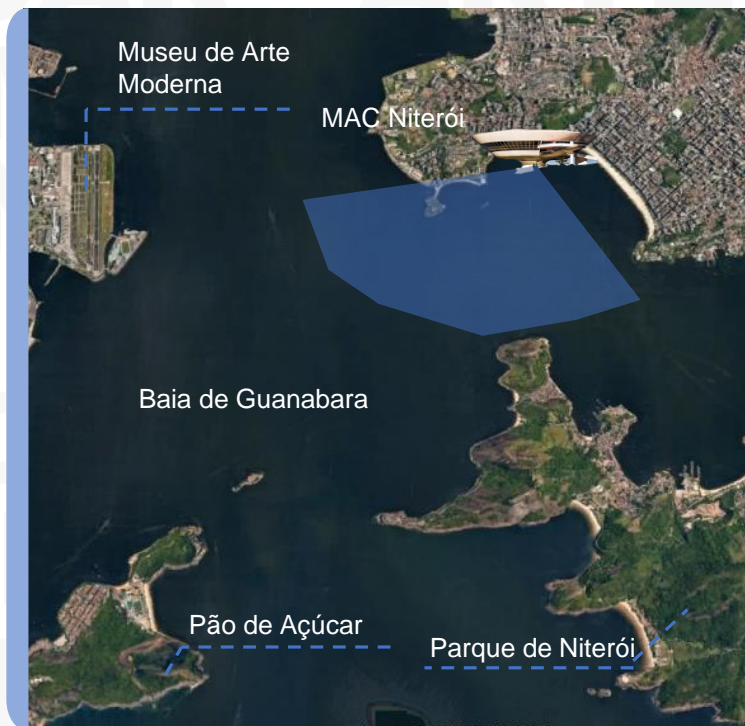 Museu de Arte
Moderna
MAC Niterói
Baia de Guanabara
Pão de Açúcar
Parque de Niterói